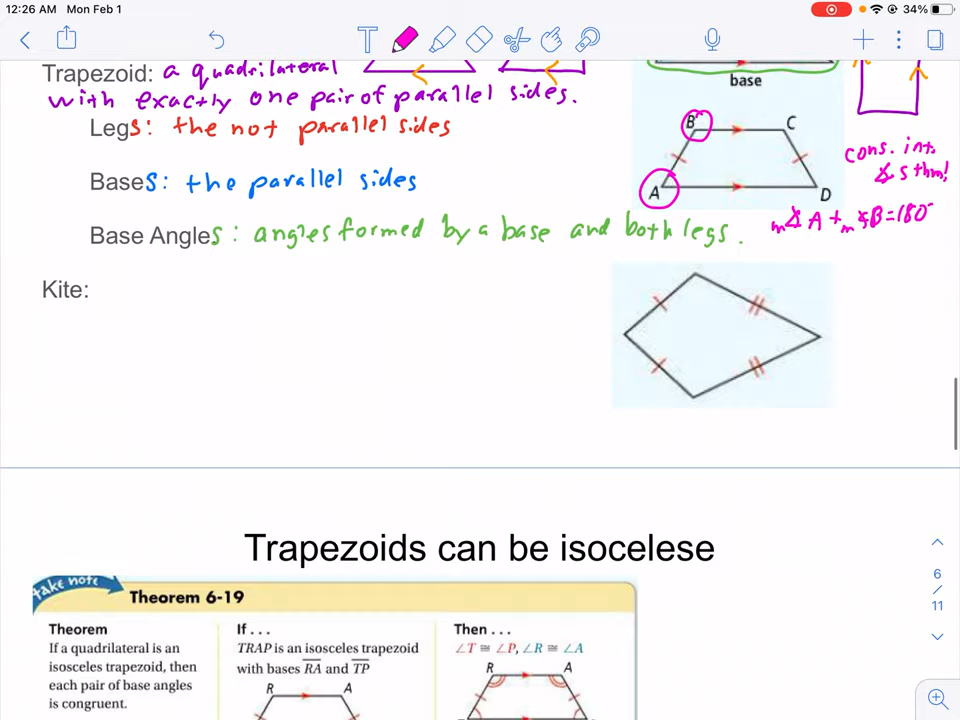 12:26 AM Mon Feb 1
34%
Trapezoid: a quadrilateral
with exactly one pair of parallel sides.
base
Legs: the not parallel sides
B
C
A
D
cons. int.
∡s thm!
Bases: the parallel sides
m∡A + m∡B = 180°
Base Angles: angles formed by a base and both legs.
Kite:
6
/
11
Trapezoids can be isocelese
take note
Theorem 6-19
Theorem
If a quadrilateral is an
isosceles trapezoid, then
each pair of base angles
is congruent.
If . . .
TRAP is an isosceles trapezoid
with bases RA and TP
R
A
Then . . .
∠T ≅ ∠P, ∠R ≅ ∠A
R
A